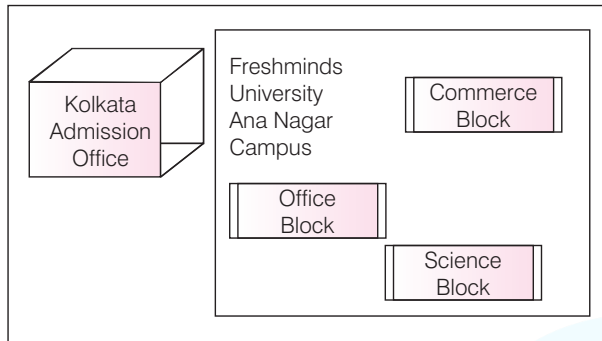 Kolkata
Admission
Office
Freshminds
University
Ana Nagar
Campus
Commerce
Block
Office
Block
Science
Block